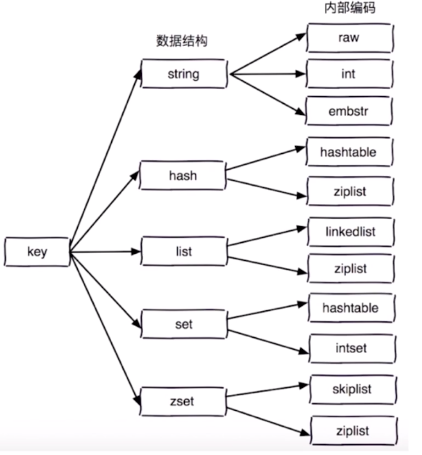 内部编码
数据结构
raw
string
int
embstr
hashtable
hash
ziplist
linkedlist
key
list
ziplist
hashtable
set
intset
skiplist
zset
ziplist